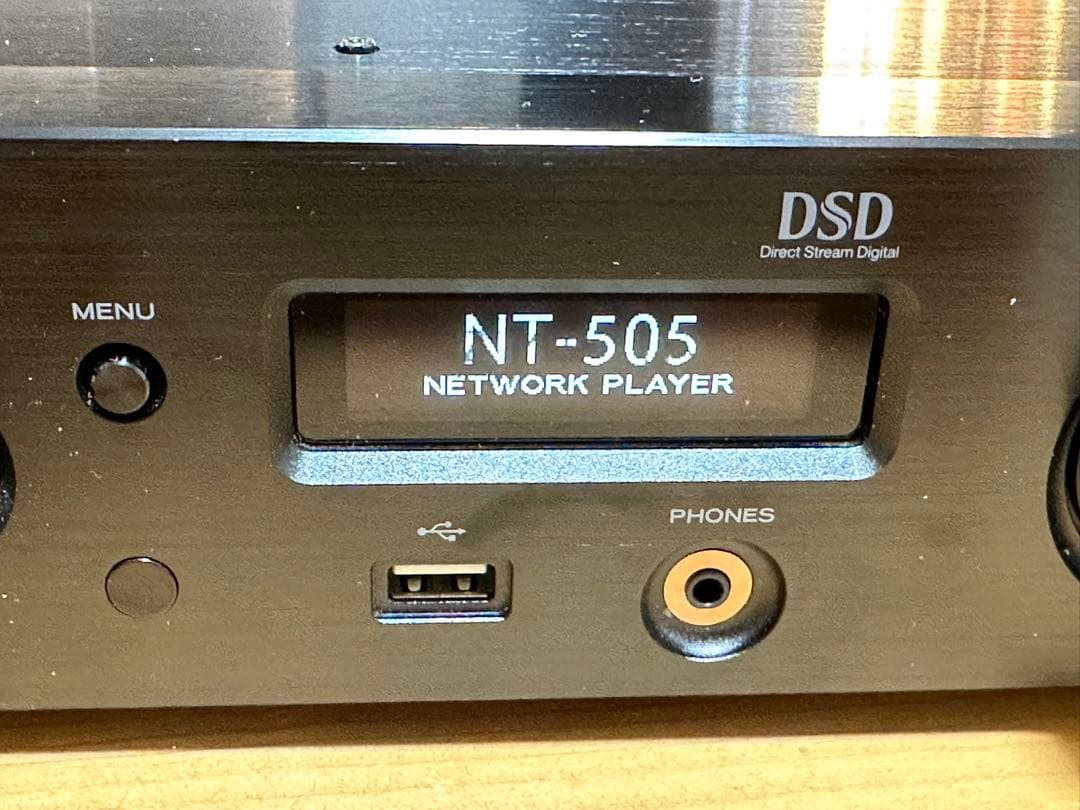 DSD
Direct Stream Digital
MENU
NT-505
NETWORK PLAYER
PHONES